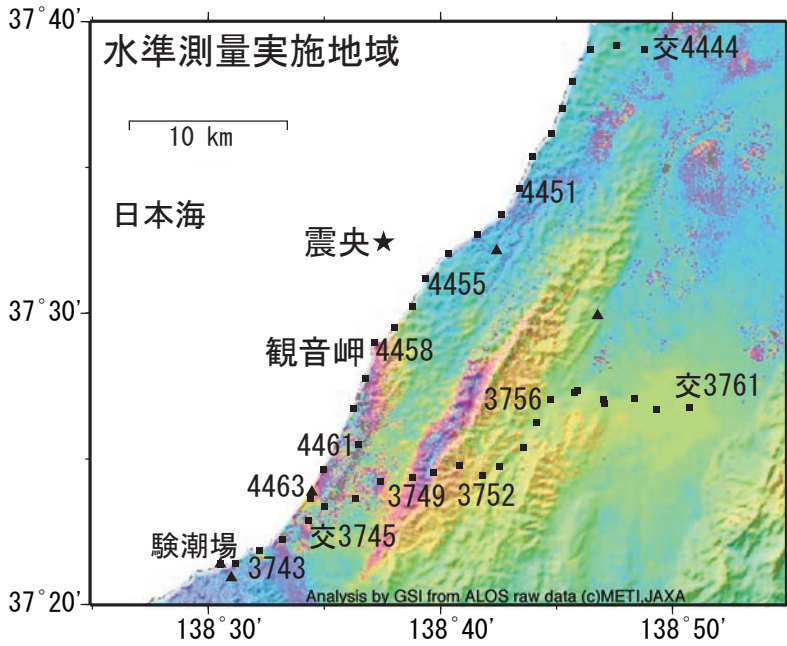 37°40'
水準測量実施地域
交4444
10 km
4451
日本海
震央★
4455
37°30'
観音岬
4458
3756
交3761
4461
4463
3749
3752
交3745
験潮場
3743
37°20'
Analysis by GSI from ALOS raw data (c)METI,JAXA
138°30'
138°40'
138°50'